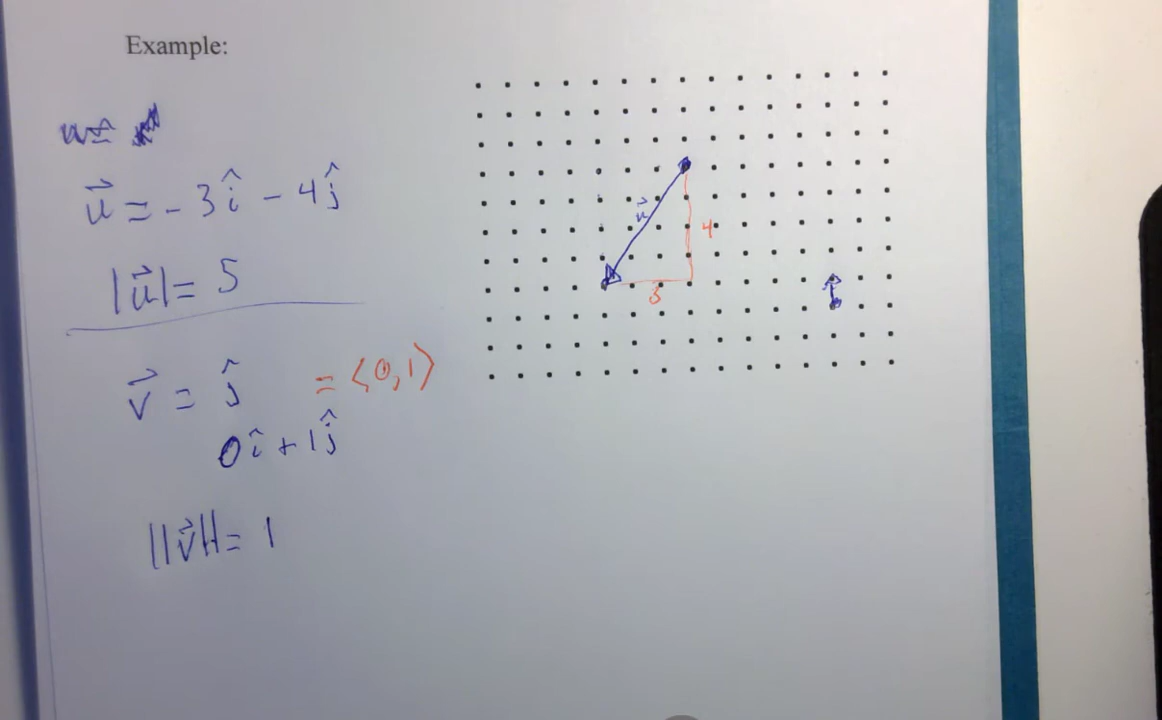 Example:
u=
u⃗ = -3î - 4ĵ
|u⃗| = 5
v⃗ = ĵ = ⟨0,1⟩
0î + 1ĵ
||v⃗|| = 1
u⃗
4
3